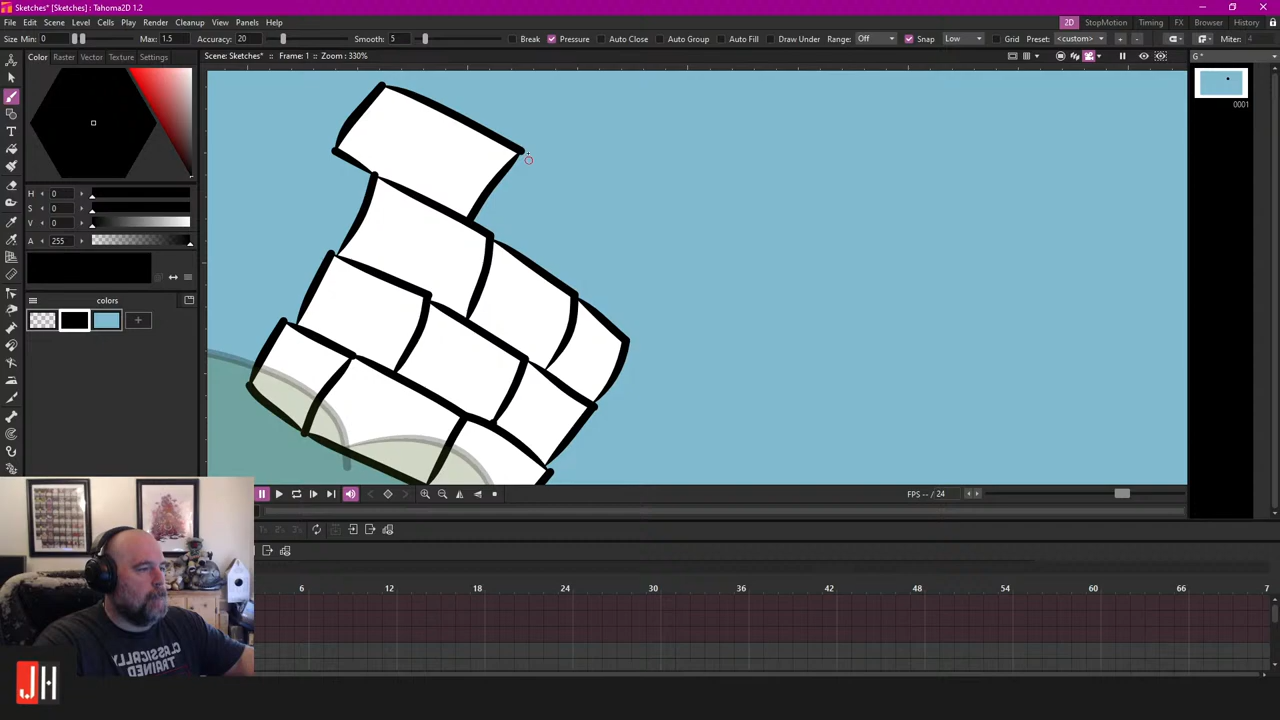 Sketches* [Sketches] : Tahoma2D 1.2
File Edit Scene Level Cells Play Render Cleanup View Panels Help
2D StopMotion Timing FX Browser History
Size Min: 0 Max: 1.5 Accuracy: 20 Smooth: 5 Break Pressure Auto Close Auto Group Auto Fill Draw Under Range: Off Snap Low Grid Preset: <custom> + - Miter: 4
Color Raster Vector Texture Settings
Scene: Sketches* : Frame: 1 : Zoom : 330%
G*
0001
H 0
S 0
V 0
A 255
colors
FPS -- / 24
6 12 18 24 30 36 42 48 54 60 66 7
CLASSICALLY
TRAINED
JH